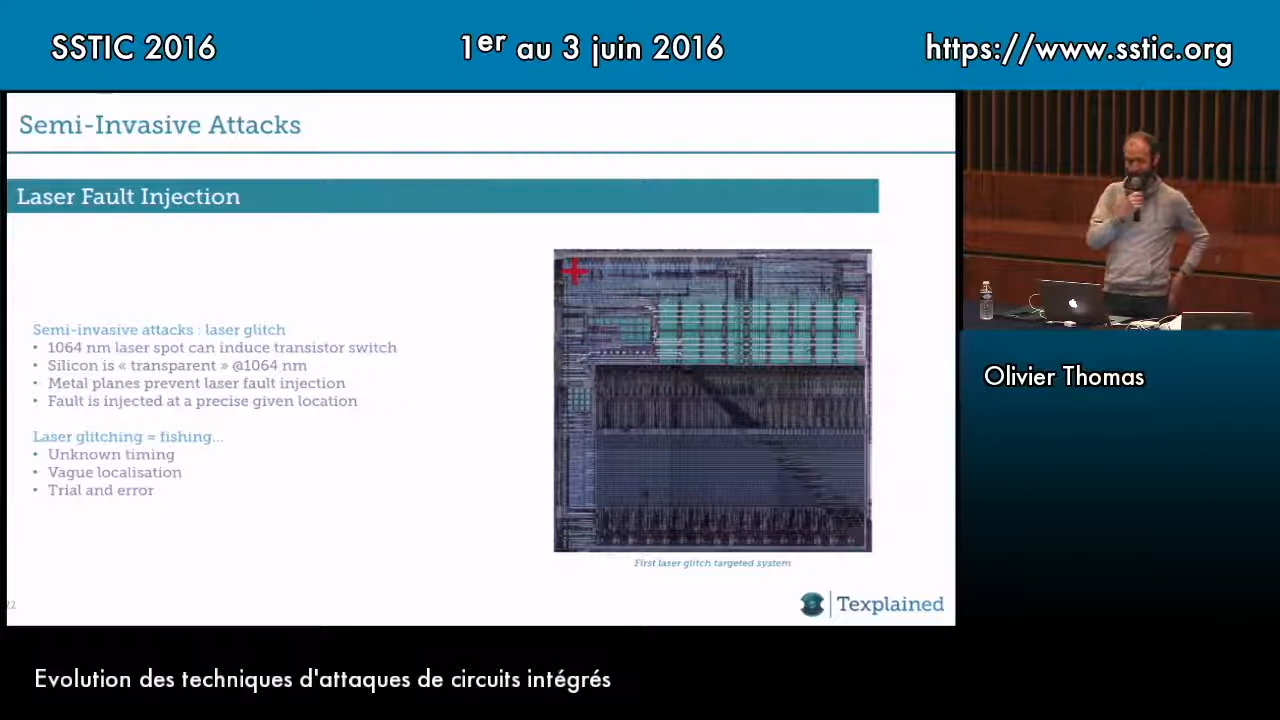 SSTIC 2016
1er au 3 juin 2016
https://www.sstic.org
Semi-Invasive Attacks
Laser Fault Injection
Semi-invasive attacks : laser glitch
• 1064 nm laser spot can induce transistor switch
• Silicon is « transparent » @1064 nm
• Metal planes prevent laser fault injection
• Fault is injected at a precise given location
Laser glitching = fishing...
• Unknown timing
• Vague localisation
• Trial and error
First laser glitch targeted system
22
Texplained
Olivier Thomas
Evolution des techniques d'attaques de circuits intégrés